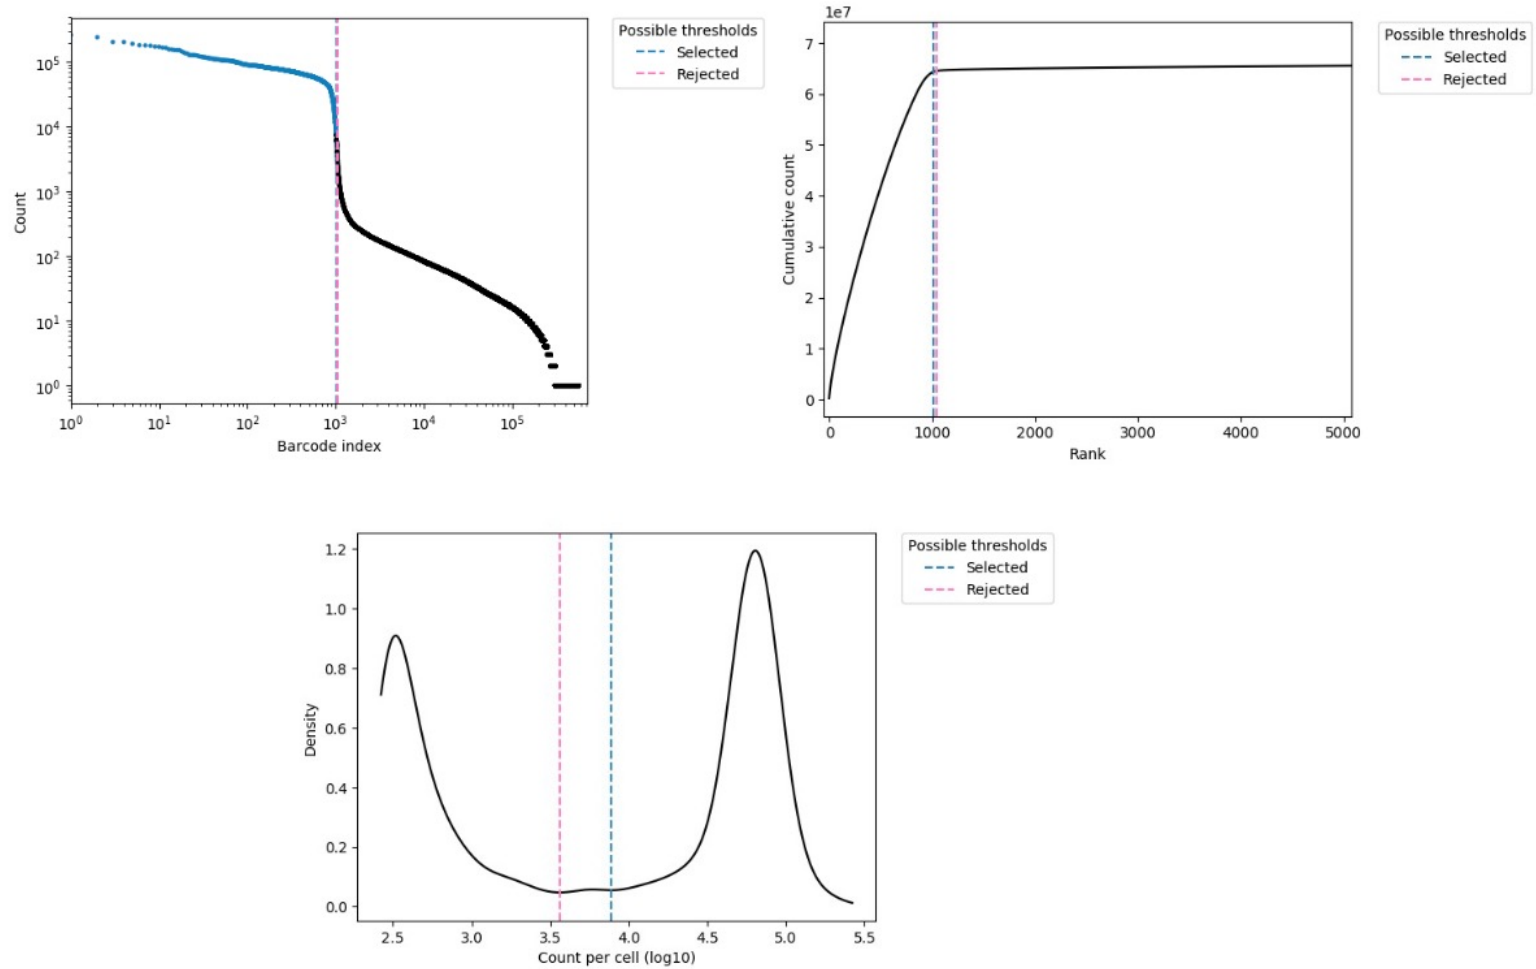 Possible thresholds
Selected
Rejected
10^5
10^4
10^3
10^2
10^1
10^0
Count
10^0 10^1 10^2 10^3 10^4 10^5
Barcode index
1e7
Possible thresholds
Selected
Rejected
7
6
5
4
3
2
1
0
Cumulative count
0 1000 2000 3000 4000 5000
Rank
Possible thresholds
Selected
Rejected
1.2
1.0
0.8
0.6
0.4
0.2
0.0
Density
2.5 3.0 3.5 4.0 4.5 5.0 5.5
Count per cell (log10)